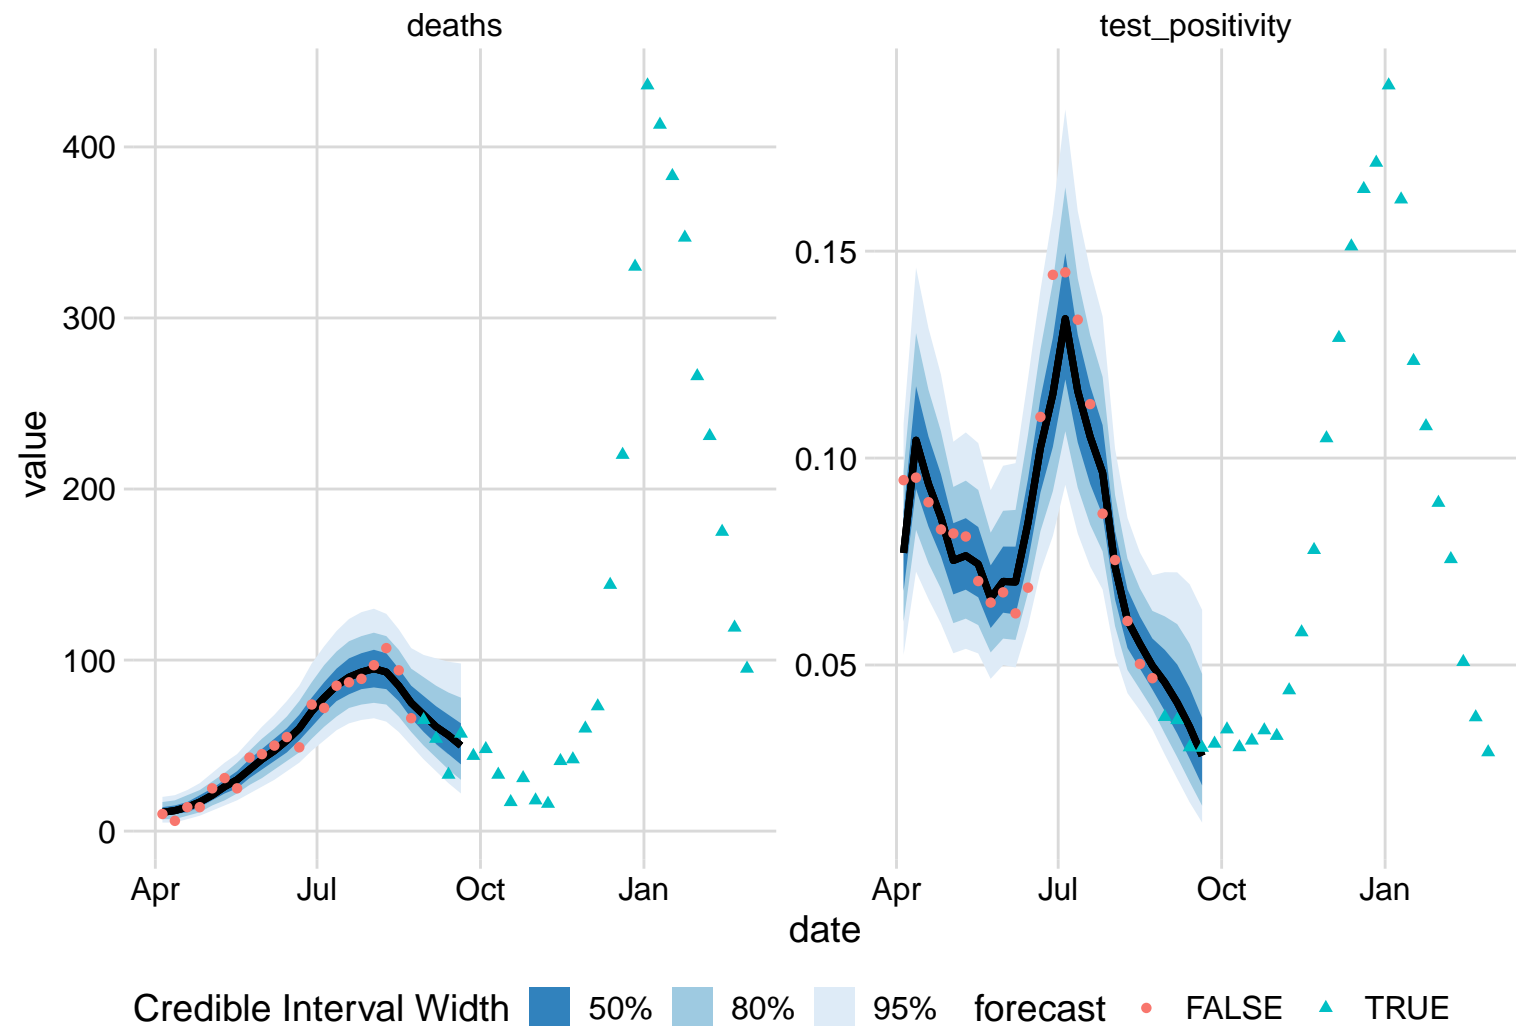 deaths test_positivity
400
300
200
100
0
value
0.15
0.10
0.05
Apr Jul Oct Jan Apr Jul Oct Jan
date
Credible Interval Width 50% 80% 95% forecast FALSE TRUE